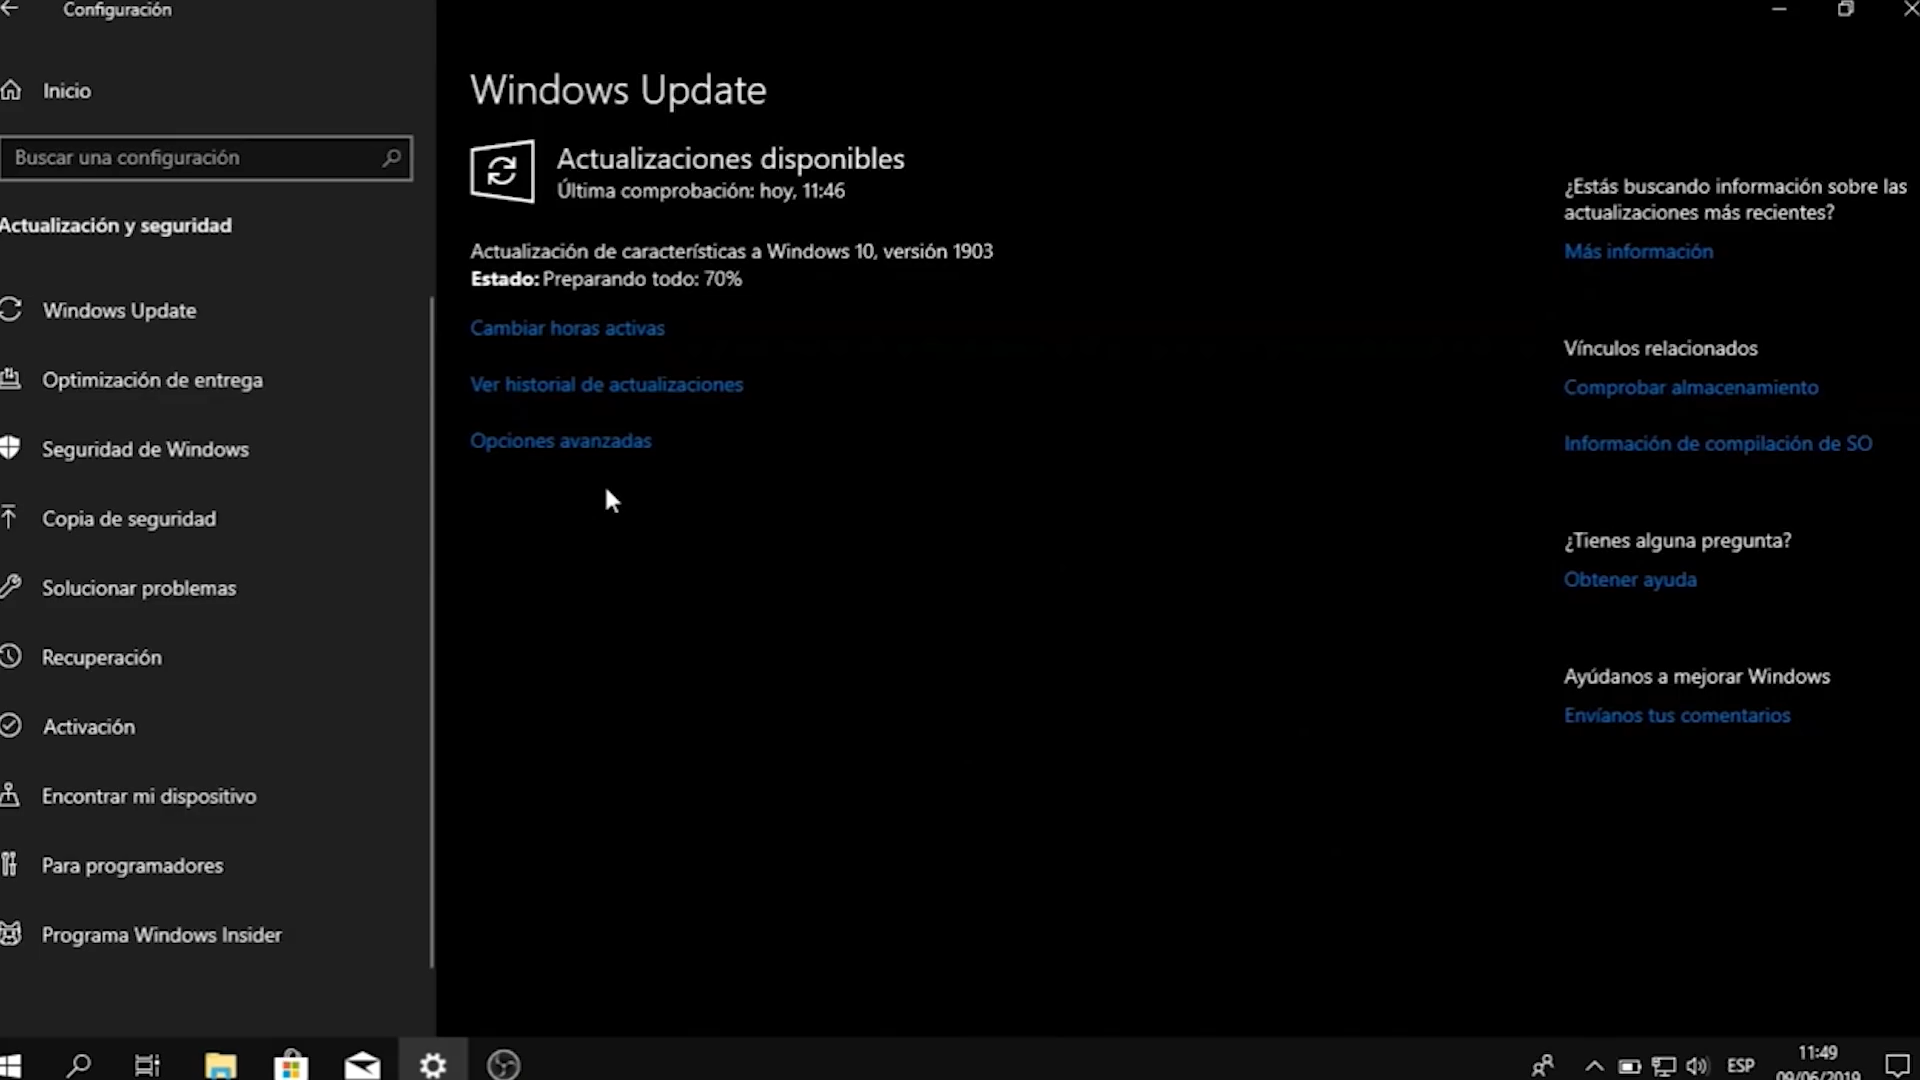 Configuración
Inicio
Buscar una configuración
Actualización y seguridad
Windows Update
Optimización de entrega
Seguridad de Windows
Copia de seguridad
Solucionar problemas
Recuperación
Activación
Encontrar mi dispositivo
Para programadores
Programa Windows Insider
Windows Update
Actualizaciones disponibles
Última comprobación: hoy, 11:46
Actualización de características a Windows 10, versión 1903
Estado: Preparando todo: 70%
Cambiar horas activas
Ver historial de actualizaciones
Opciones avanzadas
¿Estás buscando información sobre las
actualizaciones más recientes?
Más información
Vínculos relacionados
Comprobar almacenamiento
Información de compilación de SO
¿Tienes alguna pregunta?
Obtener ayuda
Ayúdanos a mejorar Windows
Envíanos tus comentarios
ESP
11:49
09/06/2019